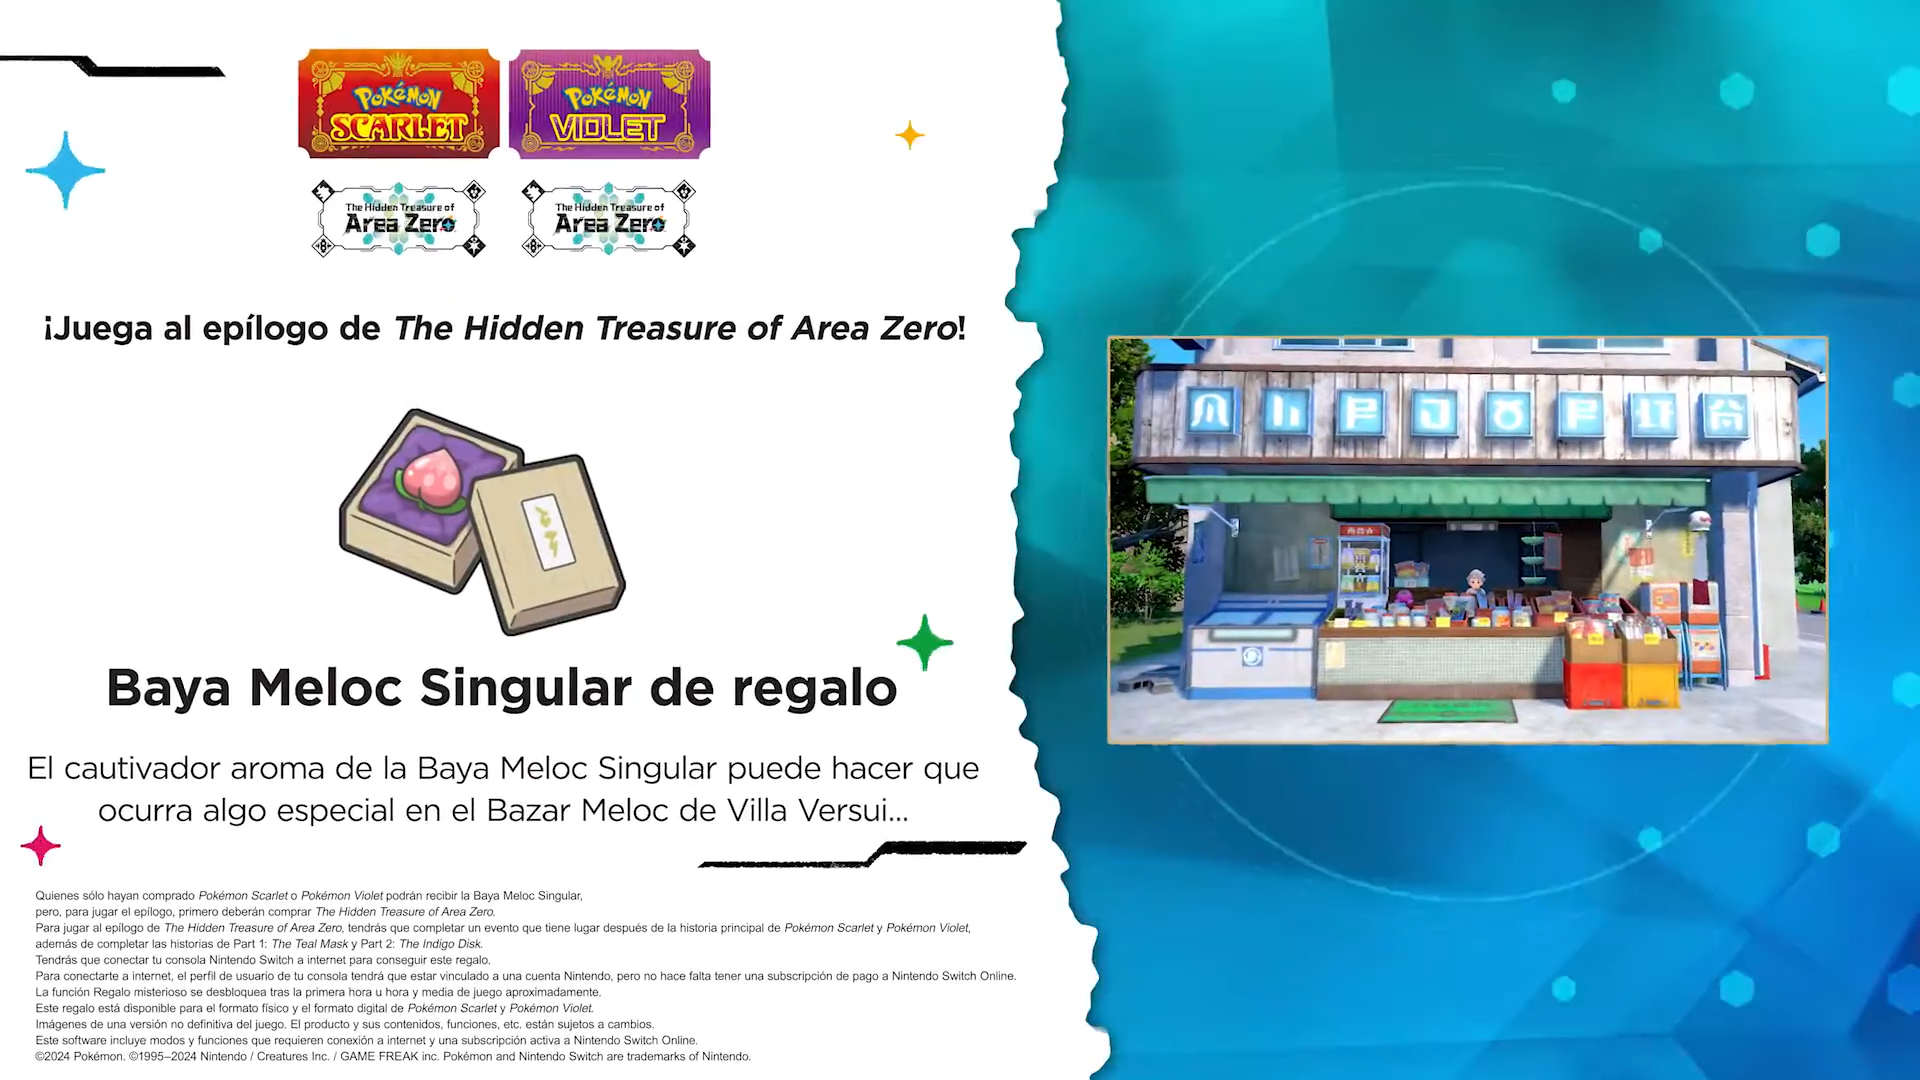 Pokémon
SCARLET
Pokémon
VIOLET
The Hidden Treasure of
Area Zero
The Hidden Treasure of
Area Zero
¡Juega al epílogo de The Hidden Treasure of Area Zero!
Baya Meloc Singular de regalo
El cautivador aroma de la Baya Meloc Singular puede hacer que
ocurra algo especial en el Bazar Meloc de Villa Versui...
Quienes sólo hayan comprado Pokémon Scarlet o Pokémon Violet podrán recibir la Baya Meloc Singular,
pero, para jugar el epílogo, primero deberán comprar The Hidden Treasure of Area Zero.
Para jugar al epílogo de The Hidden Treasure of Area Zero, tendrás que completar un evento que tiene lugar después de la historia principal de Pokémon Scarlet y Pokémon Violet,
además de completar las historias de Part 1: The Teal Mask y Part 2: The Indigo Disk.
Tendrás que conectar tu consola Nintendo Switch a internet para conseguir este regalo.
Para conectarte a internet, el perfil de usuario de tu consola tendrá que estar vinculado a una cuenta Nintendo, pero no hace falta tener una subscripción de pago a Nintendo Switch Online.
La función Regalo misterioso se desbloquea tras la primera hora u hora y media de juego aproximadamente.
Este regalo está disponible para el formato físico y el formato digital de Pokémon Scarlet y Pokémon Violet.
Imágenes de una versión no definitiva del juego. El producto y sus contenidos, funciones, etc. están sujetos a cambios.
Este software incluye modos y funciones que requieren conexión a internet y una subscripción activa a Nintendo Switch Online.
©2024 Pokémon. ©1995–2024 Nintendo / Creatures Inc. / GAME FREAK inc. Pokémon and Nintendo Switch are trademarks of Nintendo.